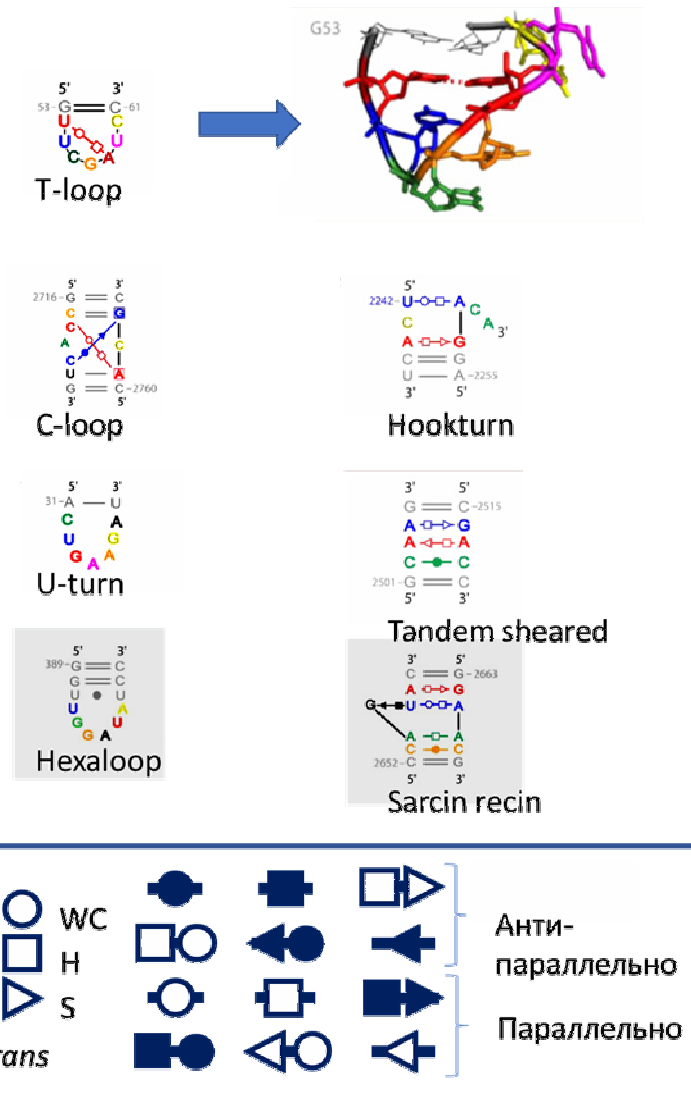 G53
5' 3'
53- G C -61
U C
U U
C G A
T-loop
5' 3'
2716- G C
C G
C
A C
C
U A
G C -2760
3' 5'
C-loop
5'
2242- U A C
C A 3'
A G
C G
U A -2255
3' 5'
Hookturn
5' 3'
31- A U
C A
U G
G A A
U-turn
3' 5'
G C -2515
A G
A A
C C
2501- G C
5' 3'
Tandem sheared
5' 3'
389- G C
G C
U U
U A
G U
G A
Hexaloop
3' 5'
C G -2663
A G
G U A
A A
C C
2652- C G
5' 3'
Sarcin recin
WC
H
S
rans
Анти-
параллельно
Параллельно